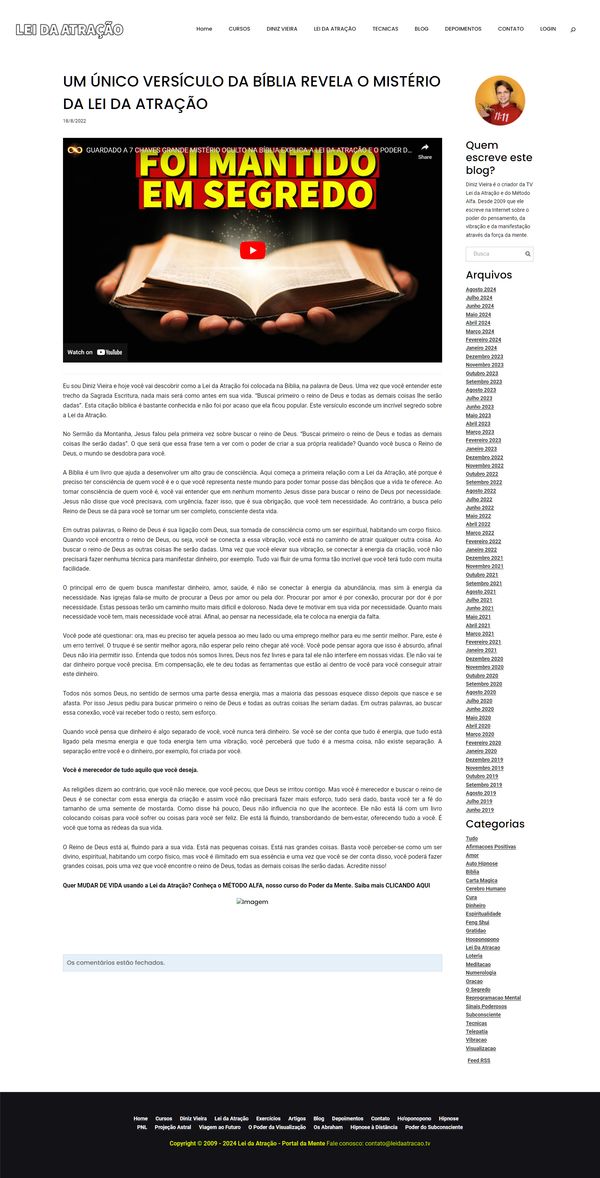 LEI DA ATRAÇÃO
Home CURSOS DINIZ VIEIRA LEI DA ATRAÇÃO TÉCNICAS BLOG DEPOIMENTOS CONTATO LOGIN
UM ÚNICO VERSÍCULO DA BÍBLIA REVELA O MISTÉRIO
DA LEI DA ATRAÇÃO
18/8/2022
GUARDADO A 7 CHAVES GRANDE MISTÉRIO OCULTO NA BÍBLIA EXPLICA A LEI DA ATRAÇÃO E O PODER D...
Share
FOI MANTIDO
EM SEGREDO
Watch on YouTube
Eu sou Diniz Vieira e hoje você vai descobrir como a Lei da Atração foi colocada na Bíblia, na palavra de Deus. Uma vez que você entender este
trecho da Sagrada Escritura, nada mais será como antes em sua vida. “Buscai primeiro o reino de Deus e todas as demais coisas lhe serão
dadas”. Esta citação bíblica é bastante conhecida e não foi por acaso que ela ficou popular. Este versículo esconde um incrível segredo sobre
a Lei da Atração.
No Sermão da Montanha, Jesus falou pela primeira vez sobre buscar o reino de Deus. “Buscai primeiro o reino de Deus e todas as demais
coisas lhe serão dadas”. O que será que essa frase tem a ver com o poder de criar a sua própria realidade? Quando você busca o Reino de
Deus, o mundo se desdobra para você.
A Bíblia é um livro que ajuda a desenvolver um alto grau de consciência. Aqui começa a primeira relação com a Lei da Atração, até porque é
preciso ter consciência de quem você é e o que você representa neste mundo para poder tomar posse das bênçãos que a vida te oferece. Ao
tomar consciência de quem você é, você vai entender que em nenhum momento Jesus disse para buscar o reino de Deus por necessidade.
Jesus não disse que você precisava, com urgência, fazer isso, que é sua obrigação, que você tem necessidade. Ao contrário, a busca pelo
Reino de Deus se dá para você se tornar um ser completo, consciente desta vida.
Em outras palavras, o Reino de Deus é sua ligação com Deus, sua tomada de consciência como um ser espiritual, habitando um corpo físico.
Quando você encontra o reino de Deus, ou seja, você se conecta a essa vibração, você está no caminho de atrair qualquer outra coisa. Ao
buscar o reino de Deus as outras coisas lhe serão dadas. Uma vez que você elevar sua vibração, se conectar à energia da criação, você não
precisará fazer nenhuma técnica para manifestar dinheiro, por exemplo. Tudo vai fluir de uma forma tão incrível que você terá tudo com muita
facilidade.
O principal erro de quem busca manifestar dinheiro, amor, saúde, é não se conectar à energia da abundância, mas sim à energia da
necessidade. Nas igrejas fala-se muito de procurar a Deus por amor ou pela dor. Procurar por amor é por conexão, procurar por dor é por
necessidade. Estas pessoas terão um caminho muito mais difícil e doloroso. Nada deve te motivar em sua vida por necessidade. Quanto mais
necessidade você tem, mais necessidade você atrai. Afinal, ao pensar na necessidade, ela te coloca na energia da falta.
Você pode até questionar: ora, mas eu preciso ter aquela pessoa ao meu lado ou uma emprego melhor para eu me sentir melhor. Pare, este é
um erro terrível. O truque é se sentir melhor agora, não esperar pelo reino chegar até você. Você pode pensar agora que isso é absurdo, afinal
Deus não iria permitir isso. Entenda que todos nós somos livres, Deus nos fez livres e para tal ele não interfere em nossas vidas. Ele não vai te
dar dinheiro porque você precisa. Em compensação, ele te deu todas as ferramentas que estão aí dentro de você para você conseguir atrair
este dinheiro.
Todos nós somos Deus, no sentido de sermos uma parte dessa energia, mas a maioria das pessoas esquece disso depois que nasce e se
afasta. Por isso Jesus pediu para buscar primeiro o reino de Deus e todas as outras coisas lhe seriam dadas. Em outras palavras, ao buscar
essa conexão, você vai receber todo o resto, sem esforço.
Quando você pensa que dinheiro é algo separado de você, você nunca terá dinheiro. Se você se der conta que tudo é energia, que tudo está
ligado pela mesma energia e que toda energia tem uma vibração, você perceberá que tudo é a mesma coisa, não existe separação. A
separação entre você e o dinheiro, por exemplo, foi criada por você.
Você é merecedor de tudo aquilo que você deseja.
As religiões dizem ao contrário, que você não merece, que você pecou, que Deus se irritou contigo. Mas você é merecedor e buscar o reino de
Deus é se conectar com essa energia da criação e assim você não precisará fazer mais esforço, tudo será dado, basta você ter a fé do
tamanho de uma semente de mostarda. Como disse há pouco, Deus não influencia no que lhe acontece. Ele não está lá com um livro
colocando coisas para você sofrer ou coisas para você ser feliz. Ele está lá fluindo, transbordando de bem-estar, oferecendo tudo a você. É
você que toma as rédeas da sua vida.
O Reino de Deus está aí, fluindo para a sua vida. Está nas pequenas coisas. Está nas grandes coisas. Basta você perceber-se como um ser
divino, espiritual, habitando um corpo físico, mas você é ilimitado em sua essência e uma vez que você se der conta disso, você poderá fazer
grandes coisas, pois uma vez que você encontre o reino de Deus, todas as demais coisas lhe serão dadas. Acredite nisso!
Quer MUDAR DE VIDA usando a Lei da Atração? Conheça o MÉTODO ALFA, nosso curso do Poder da Mente. Saiba mais CLICANDO AQUI
Imagem
Os comentários estão fechados.
11:11
Quem
escreve este
blog?
Diniz Vieira é o criador da TV
Lei da Atração e do Método
Alfa. Desde 2009 que ele
escreve na Internet sobre o
poder do pensamento, da
vibração e da manifestação
através da força da mente.
Busca
Arquivos
Agosto 2024
Julho 2024
Junho 2024
Maio 2024
Abril 2024
Março 2024
Fevereiro 2024
Janeiro 2024
Dezembro 2023
Novembro 2023
Outubro 2023
Setembro 2023
Agosto 2023
Julho 2023
Junho 2023
Maio 2023
Abril 2023
Março 2023
Fevereiro 2023
Janeiro 2023
Dezembro 2022
Novembro 2022
Outubro 2022
Setembro 2022
Agosto 2022
Julho 2022
Junho 2022
Maio 2022
Abril 2022
Março 2022
Fevereiro 2022
Janeiro 2022
Dezembro 2021
Novembro 2021
Outubro 2021
Setembro 2021
Agosto 2021
Julho 2021
Junho 2021
Maio 2021
Abril 2021
Março 2021
Fevereiro 2021
Janeiro 2021
Dezembro 2020
Novembro 2020
Outubro 2020
Setembro 2020
Agosto 2020
Julho 2020
Junho 2020
Maio 2020
Abril 2020
Março 2020
Fevereiro 2020
Janeiro 2020
Dezembro 2019
Novembro 2019
Outubro 2019
Setembro 2019
Agosto 2019
Julho 2019
Junho 2019
Categorias
Tudo
Afirmacoes Positivas
Amor
Auto Hipnose
Biblia
Carta Magica
Cerebro Humano
Cura
Dinheiro
Espiritualidade
Feng Shui
Gratidao
Hooponopono
Lei Da Atracao
Loteria
Meditacao
Numerologia
Oracao
O Segredo
Reprogramacao Mental
Sinais Poderosos
Subconsciente
Tecnicas
Telepatia
Vibracao
Visualizacao
Feed RSS
Home Cursos Diniz Vieira Lei da Atração Exercícios Artigos Blog Depoimentos Contato Ho'oponopono Hipnose
PNL Projeção Astral Viagem ao Futuro O Poder da Visualização Os Abraham Hipnose à Distância Poder do Subconsciente
Copyright © 2009 - 2024 Lei da Atração - Portal da Mente Fale conosco: contato@leidaatracao.tv